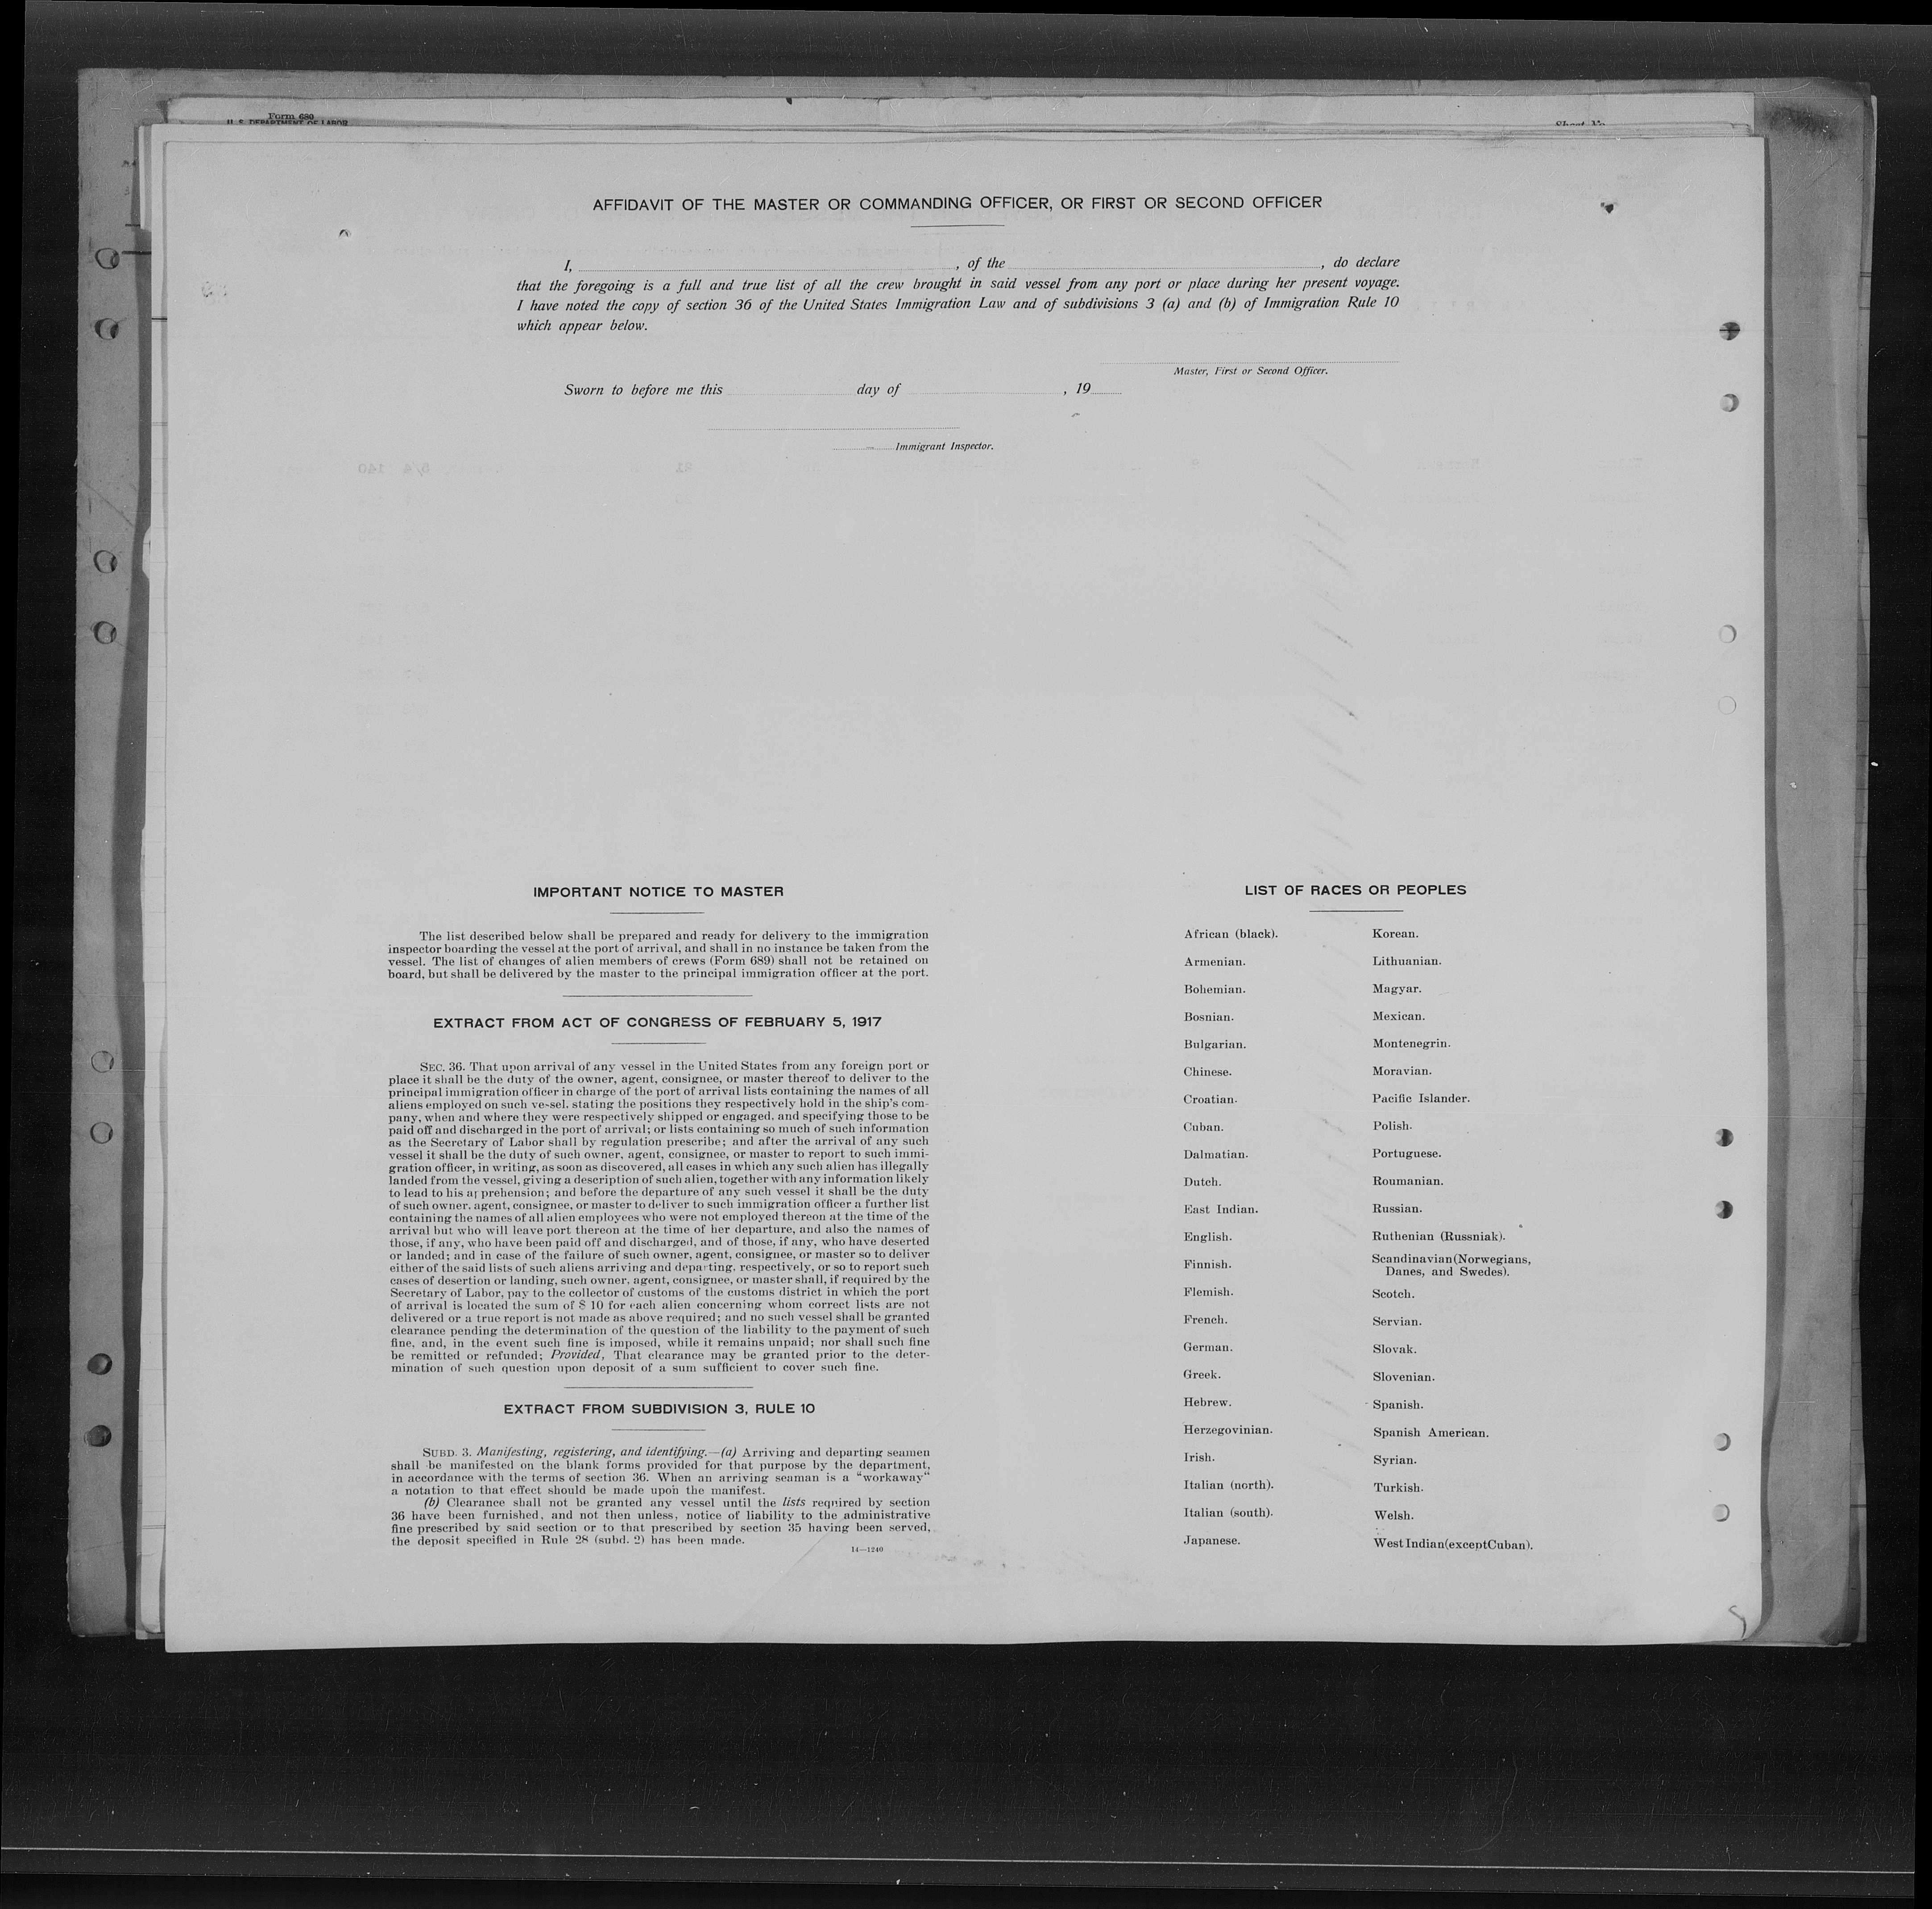 Form 680
U. S. DEPARTMENT OF LABOR
AFFIDAVIT OF THE MASTER OR COMMANDING OFFICER, OR FIRST OR SECOND OFFICER
I, , of the , do declare
that the foregoing is a full and true list of all the crew brought in said vessel from any port or place during her present voyage.
I have noted the copy of section 36 of the United States Immigration Law and of subdivisions 3 (a) and (b) of Immigration Rule 10
which appear below.
Master, First or Second Officer.
Sworn to before me this day of , 19
Immigrant Inspector.
IMPORTANT NOTICE TO MASTER
The list described below shall be prepared and ready for delivery to the immigration
inspector boarding the vessel at the port of arrival, and shall in no instance be taken from the
vessel. The list of changes of alien members of crews (Form 689) shall not be retained on
board, but shall be delivered by the master to the principal immigration officer at the port.
EXTRACT FROM ACT OF CONGRESS OF FEBRUARY 5, 1917
SEC. 36. That upon arrival of any vessel in the United States from any foreign port or
place it shall be the duty of the owner, agent, consignee, or master thereof to deliver to the
principal immigration officer in charge of the port of arrival lists containing the names of all
aliens employed on such vessel, stating the positions they respectively hold in the ship's com-
pany, when and where they were respectively shipped or engaged, and specifying those to be
paid off and discharged in the port of arrival; or lists containing so much of such information
as the Secretary of Labor shall by regulation prescribe; and after the arrival of any such
vessel it shall be the duty of such owner, agent, consignee, or master to report to such immi-
gration officer, in writing, as soon as discovered, all cases in which any such alien has illegally
landed from the vessel, giving a description of such alien, together with any information likely
to lead to his apprehension; and before the departure of any such vessel it shall be the duty
of such owner, agent, consignee, or master to deliver to such immigration officer a further list
containing the names of all alien employees who were not employed thereon at the time of the
arrival but who will leave port thereon at the time of her departure, and also the names of
those, if any, who have been paid off and discharged, and of those, if any, who have deserted
or landed; and in case of the failure of such owner, agent, consignee, or master so to deliver
either of the said lists of such aliens arriving and departing, respectively, or so to report such
cases of desertion or landing, such owner, agent, consignee, or master shall, if required by the
Secretary of Labor, pay to the collector of customs of the customs district in which the port
of arrival is located the sum of $ 10 for each alien concerning whom correct lists are not
delivered or a true report is not made as above required; and no such vessel shall be granted
clearance pending the determination of the question of the liability to the payment of such
fine, and, in the event such fine is imposed, while it remains unpaid; nor shall such fine
be remitted or refunded; Provided, That clearance may be granted prior to the deter-
mination of such question upon deposit of a sum sufficient to cover such fine.
EXTRACT FROM SUBDIVISION 3, RULE 10
SUBD. 3. Manifesting, registering, and identifying.—(a) Arriving and departing seamen
shall be manifested on the blank forms provided for that purpose by the department,
in accordance with the terms of section 36. When an arriving seaman is a "workaway"
a notation to that effect should be made upon the manifest.
(b) Clearance shall not be granted any vessel until the lists required by section
36 have been furnished, and not then unless, notice of liability to the administrative
fine prescribed by said section or to that prescribed by section 35 having been served,
the deposit specified in Rule 28 (subd. 2) has been made.
14—1240
LIST OF RACES OR PEOPLES
African (black).
Armenian.
Bohemian.
Bosnian.
Bulgarian.
Chinese.
Croatian.
Cuban.
Dalmatian.
Dutch.
East Indian.
English.
Finnish.
Flemish.
French.
German.
Greek.
Hebrew.
Herzegovinian.
Irish.
Italian (north).
Italian (south).
Japanese.
Korean.
Lithuanian.
Magyar.
Mexican.
Montenegrin.
Moravian.
Pacific Islander.
Polish.
Portuguese.
Roumanian.
Russian.
Ruthenian (Russniak).
Scandinavian (Norwegians,
Danes, and Swedes).
Scotch.
Servian.
Slovak.
Slovenian.
Spanish.
Spanish American.
Syrian.
Turkish.
Welsh.
West Indian (except Cuban).